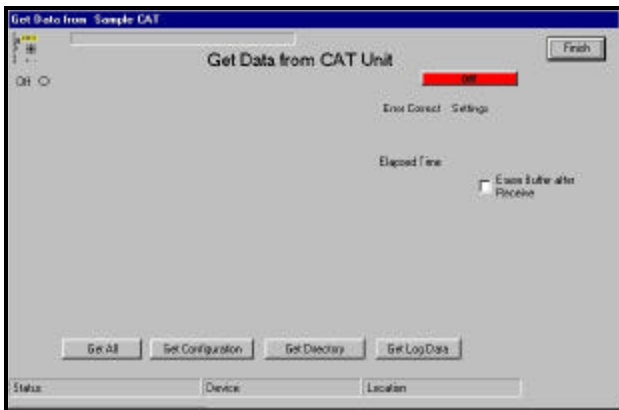 Get Data from Sample CAT
Finish
Get Data from CAT Unit
Off
Off
Error Correct Settings
Elapsed Time
Erase Buffer after
Receive
Get All Get Configuration Get Directory Get Log Data
Status Device Location